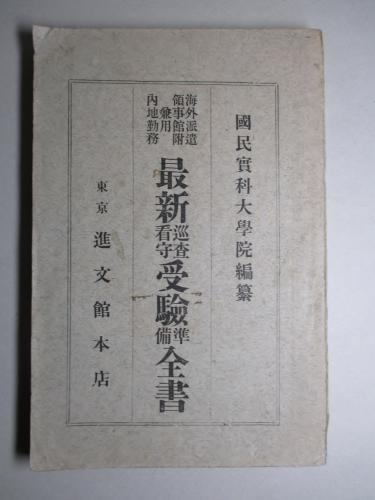 國民實科大學院編纂
海外派遣
領事館附
兼用
內地勤務
最新巡查看守受驗準備全書
東京 進文館本店